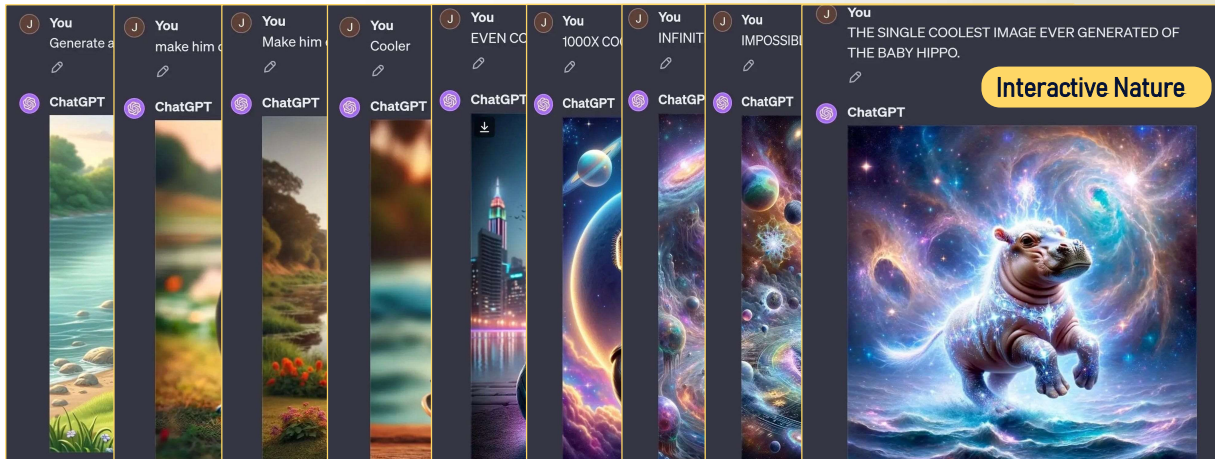 You
Generate a
ChatGPT
You
make him c
ChatGPT
You
Make him
ChatGPT
You
Cooler
ChatGPT
You
EVEN CO
ChatGPT
You
1000X CO
ChatGPT
You
INFINIT
ChatGP
You
IMPOSSIB
ChatGPT
You
THE SINGLE COOLEST IMAGE EVER GENERATED OF
THE BABY HIPPO.
ChatGPT
Interactive Nature
J
J
J
J
J
J
J
J
J